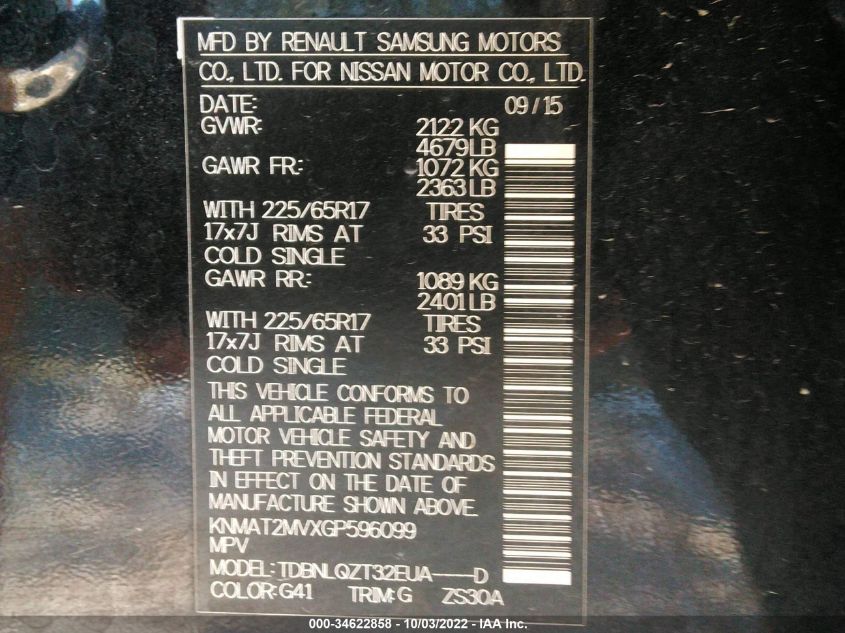 MFD BY RENAULT SAMSUNG MOTORS
CO., LTD. FOR NISSAN MOTOR CO., LTD.
DATE: 09/15
GVWR: 2122 KG
4679LB
GAWR FR: 1072 KG
2363LB
WITH 225/65R17 TIRES
17x7J RIMS AT 33 PSI
COLD SINGLE
GAWR RR: 1089 KG
2401LB
WITH 225/65R17 TIRES
17x7J RIMS AT 33 PSI
COLD SINGLE
THIS VEHICLE CONFORMS TO
ALL APPLICABLE FEDERAL
MOTOR VEHICLE SAFETY AND
THEFT PREVENTION STANDARDS
IN EFFECT ON THE DATE OF
MANUFACTURE SHOWN ABOVE.
KNMAT2MVXGP596099
MPV
MODEL: TDBNLQZT32EUA----D
COLOR: G41 TRIM: G ZS30A
000-34622858 - 10/03/2022 - IAA Inc.